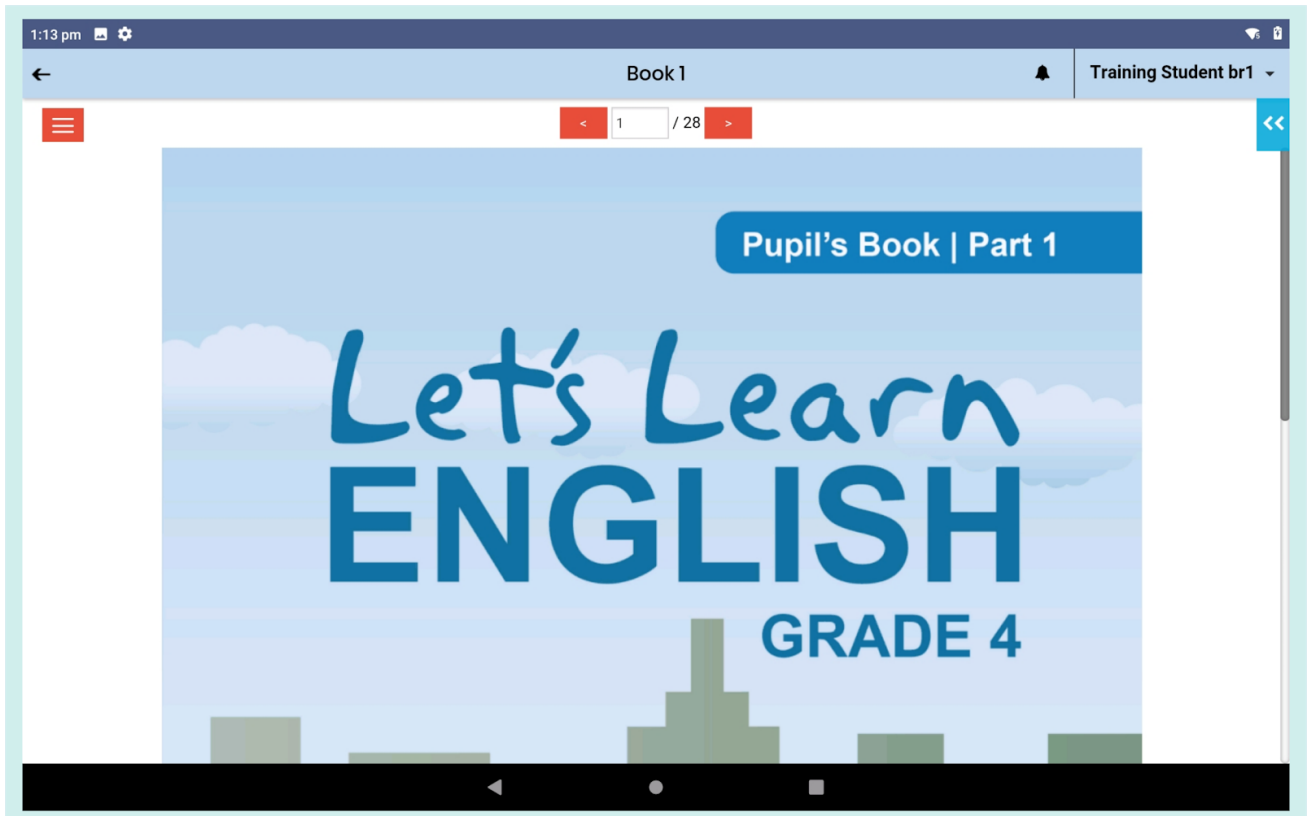 1:13 pm
Book 1
Training Student br1
< 1 / 28 >
Pupil's Book | Part 1
Let's Learn
ENGLISH
GRADE 4